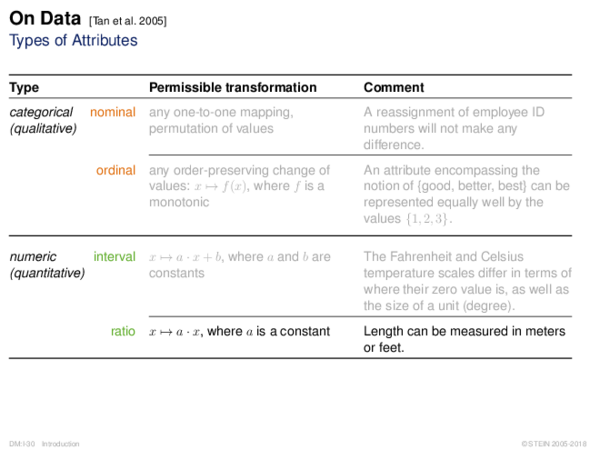 On Data [Tan et al. 2005]
Types of Attributes
Type Permissible transformation Comment
categorical nominal any one-to-one mapping, A reassignment of employee ID
(qualitative) permutation of values numbers will not make any
difference.
ordinal any order-preserving change of An attribute encompassing the
values: x ↦ f(x), where f is a notion of {good, better, best} can be
monotonic represented equally well by the
values {1, 2, 3}.
numeric interval x ↦ a · x + b, where a and b are The Fahrenheit and Celsius
(quantitative) constants temperature scales differ in terms of
where their zero value is, as well as
the size of a unit (degree).
ratio x ↦ a · x, where a is a constant Length can be measured in meters
or feet.
DM:I-30 Introduction © STEIN 2005-2018